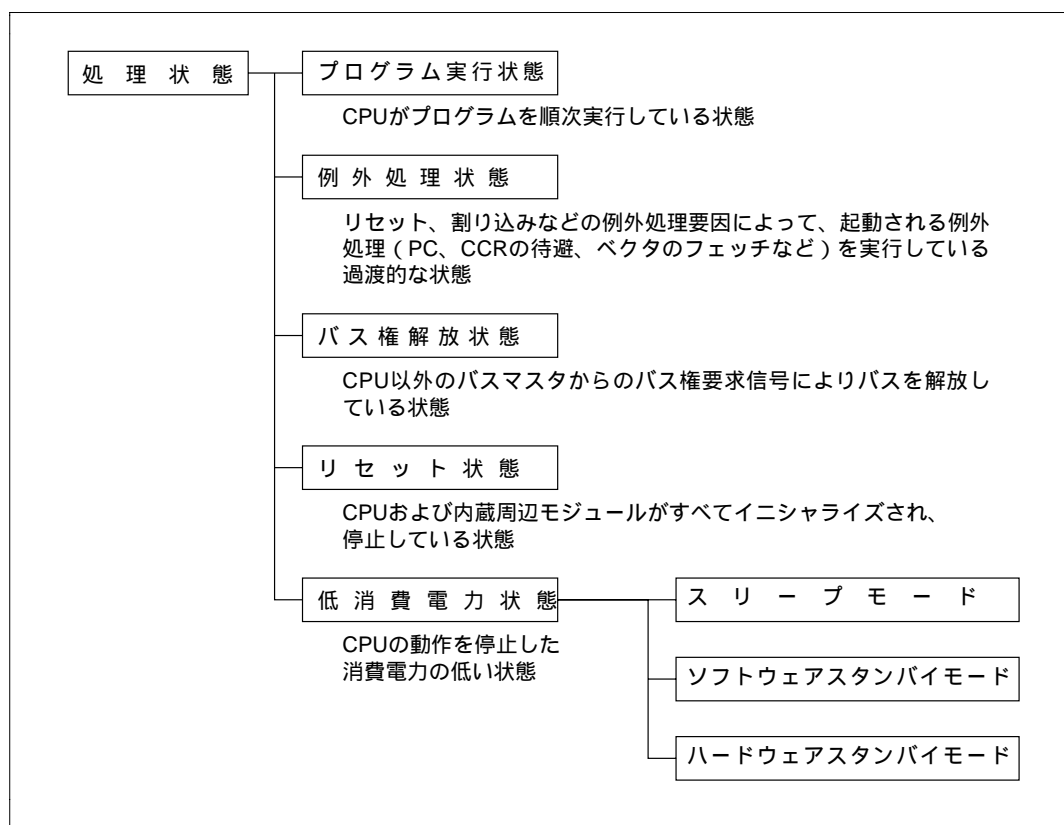 処理状態
プログラム実行状態
CPUがプログラムを順次実行している状態
例外処理状態
リセット、割り込みなどの例外処理要因によって、起動される例外
処理（PC、CCRの待避、ベクタのフェッチなど）を実行している
過渡的な状態
バス権解放状態
CPU以外のバスマスタからのバス権要求信号によりバスを解放し
ている状態
リセット状態
CPUおよび内蔵周辺モジュールがすべてイニシャライズされ、
停止している状態
低消費電力状態
CPUの動作を停止した
消費電力の低い状態
スリープモード
ソフトウェアスタンバイモード
ハードウェアスタンバイモード